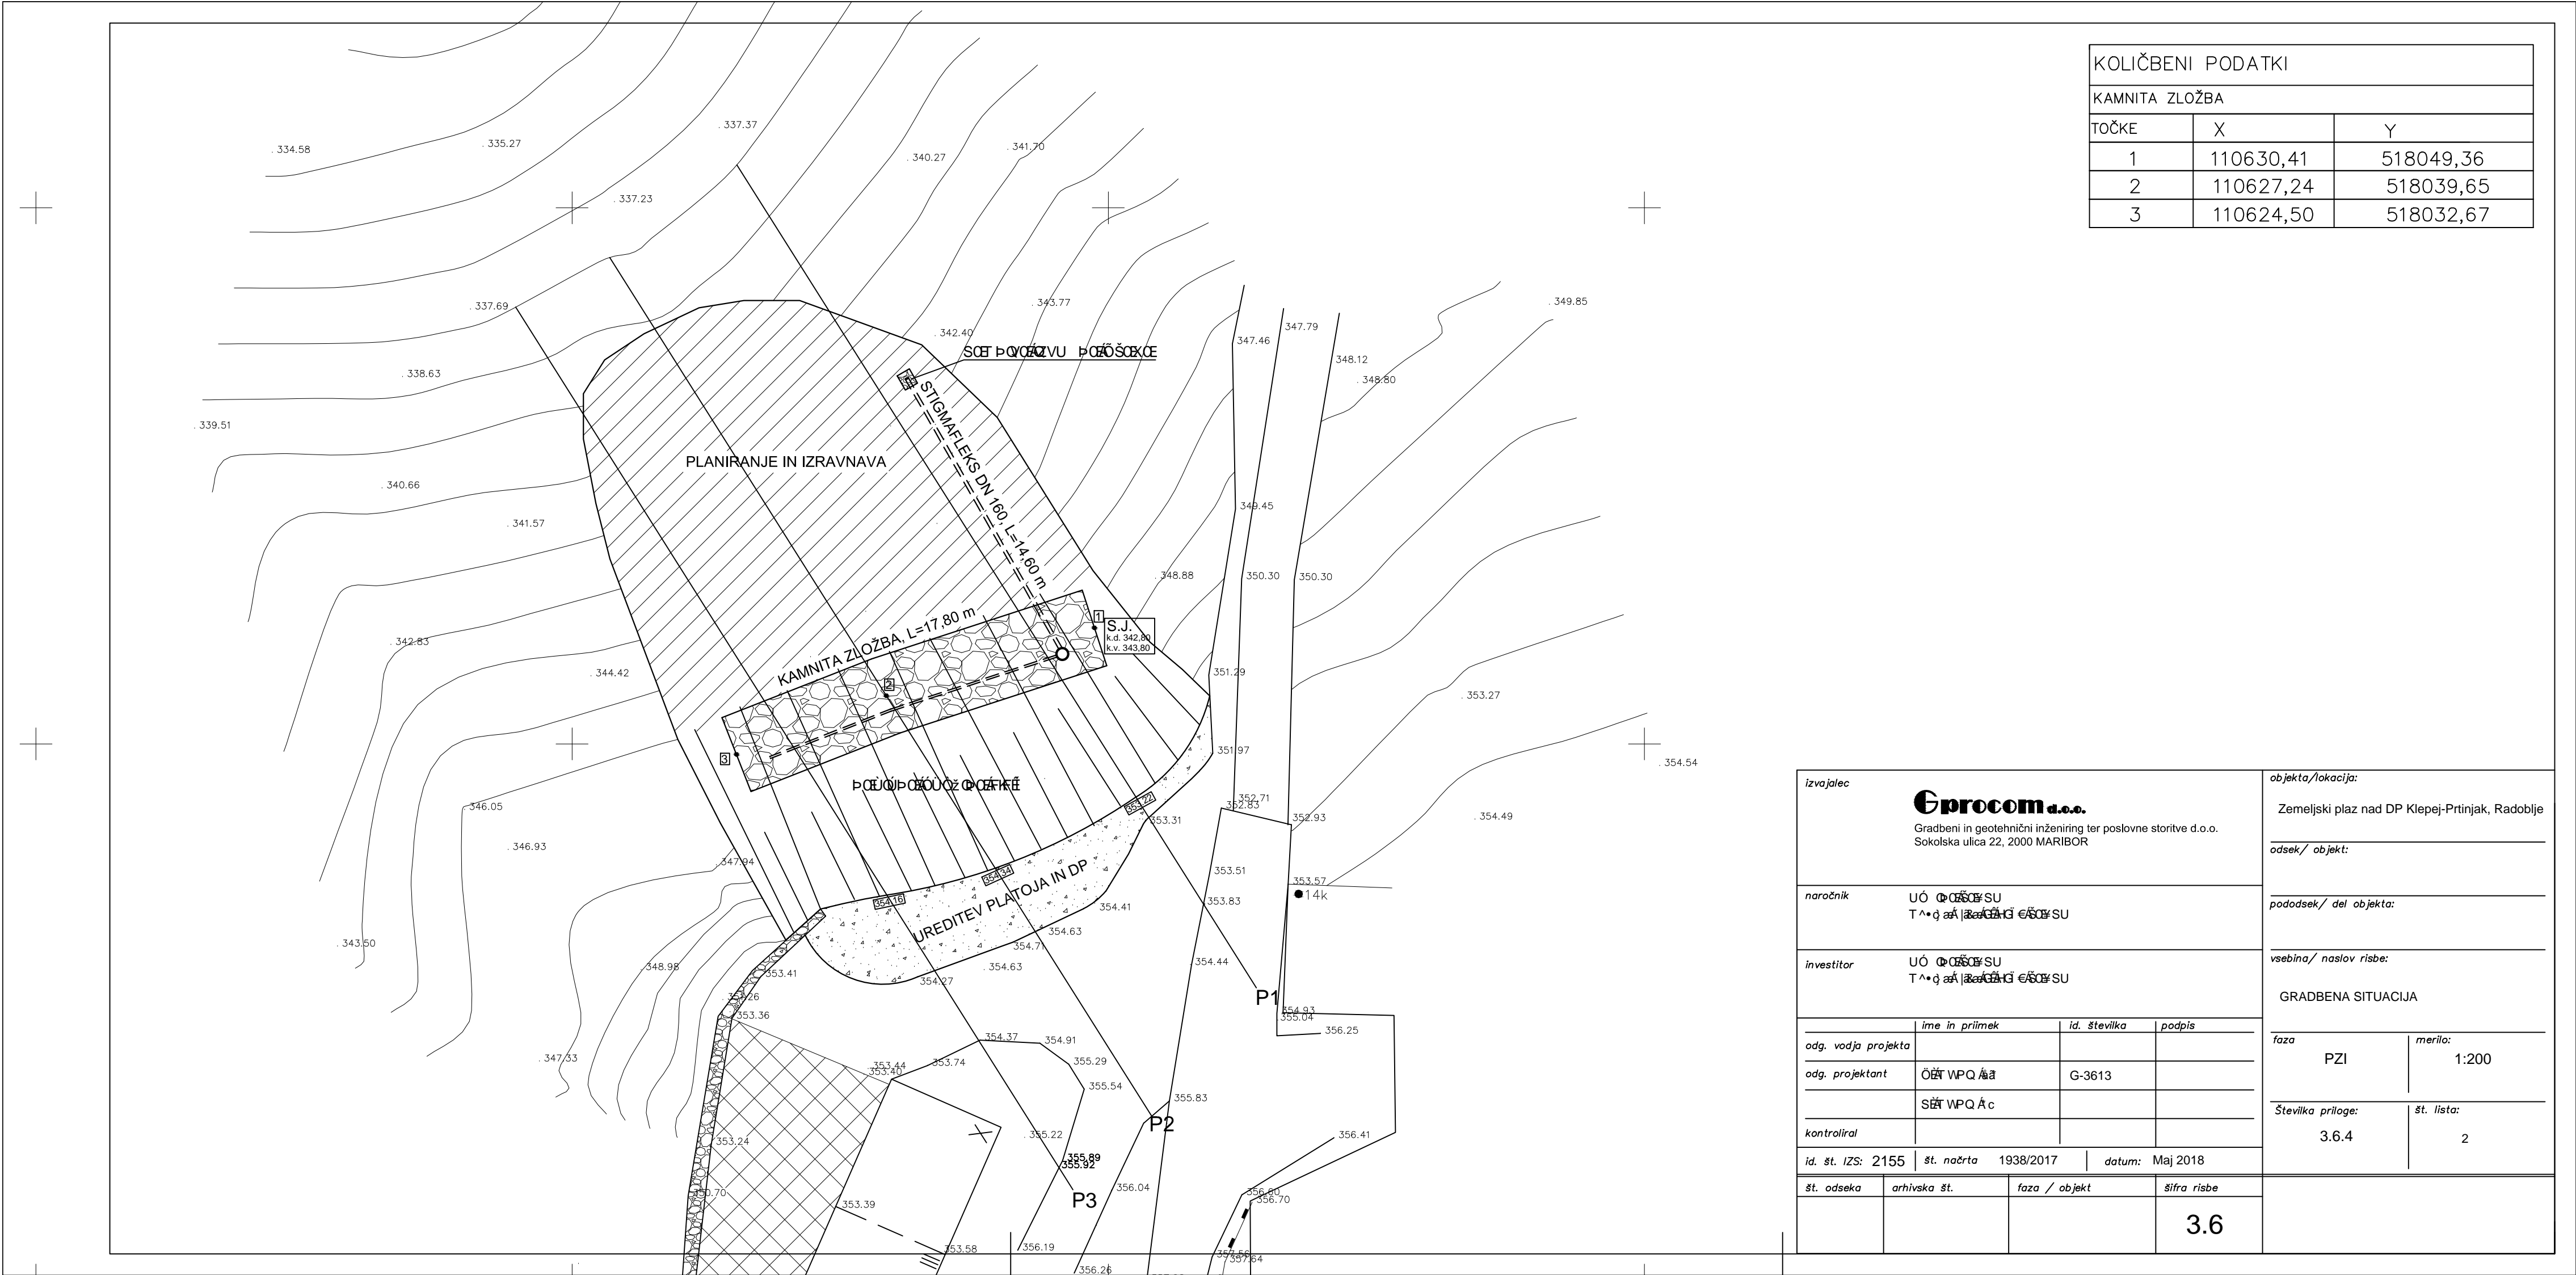 KOLIČBENI PODATKI
KAMNITA ZLOŽBA
TOČKE X Y
1 110630,41 518049,36
2 110627,24 518039,65
3 110624,50 518032,67
. 334.58
. 335.27
. 337.37
. 340.27
. 341.70
. 337.23
. 337.69
. 343.77
. 342.40
. 349.85
347.79
347.46
348.12
. 348.80
. 338.63
. 339.51
. 340.66
. 341.57
PLANIRANJE IN IZRAVNAVA
STIGMAFLEKS DN 160, L=14,60 m
349.45
. 348.88
350.30
350.30
KAMNITA ZLOŽBA, L=17,80 m
1
S.J.
k.d. 342,80
k.v. 343,80
2
3
. 342.83
. 344.42
351.29
. 353.27
351.97
. 354.54
. 346.05
353.22
353.31
352.71
352.83
352.93
. 354.49
. 346.93
. 347.94
354.34
354.16
UREDITEV PLATOJA IN DP
353.51
353.57
14k
353.83
. 354.41
. 354.63
354.71
. 343.50
. 348.98
353.41
. 354.63
354.27
354.44
P1
353.36
354.93
355.04
356.25
. 347.33
353.44
353.40
353.74
354.37
354.91
355.29
355.54
355.83
P2
353.24
. 355.22
355.89
355.92
356.41
P3
356.04
350.70
353.39
356.60
356.70
353.58
356.19
357.64
356.26
izvajalec
Gprocom d.o.o.
Gradbeni in geotehnični inženiring ter poslovne storitve d.o.o.
Sokolska ulica 22, 2000 MARIBOR
naročnik
investitor
ime in priimek id. številka podpis
odg. vodja projekta
odg. projektant G-3613
kontroliral
id. št. IZS: 2155 št. načrta 1938/2017 datum: Maj 2018
št. odseka arhivska št. faza / objekt šifra risbe
3.6
objekta/lokacija:
Zemeljski plaz nad DP Klepej-Prtinjak, Radoblje
odsek/ objekt:
pododsek/ del objekta:
vsebina/ naslov risbe:
GRADBENA SITUACIJA
faza merilo:
PZI 1:200
Številka priloge: št. lista:
3.6.4 2